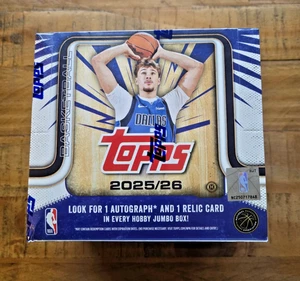 BASKETBALL
TOPPS
DALLAS
TOPPS
2025/26
LOOK FOR 1 AUTOGRAPH* AND 1 RELIC CARD
IN EVERY HOBBY JUMBO BOX!
NBA